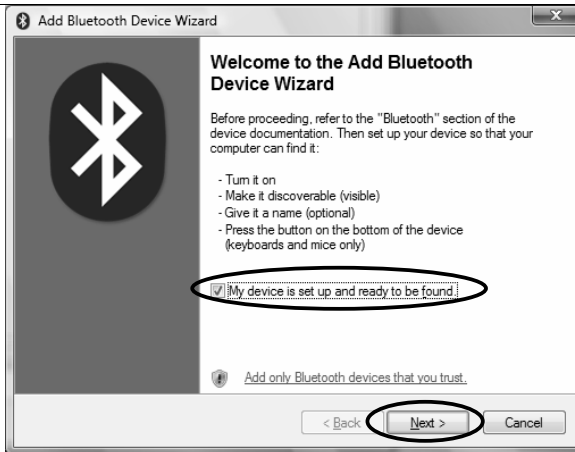 Add Bluetooth Device Wizard
Welcome to the Add Bluetooth
Device Wizard
Before proceeding, refer to the "Bluetooth" section of the
device documentation. Then set up your device so that your
computer can find it:
- Turn it on
- Make it discoverable (visible)
- Give it a name (optional)
- Press the button on the bottom of the device
(keyboards and mice only)
My device is set up and ready to be found.
Add only Bluetooth devices that you trust.
< Back Next > Cancel